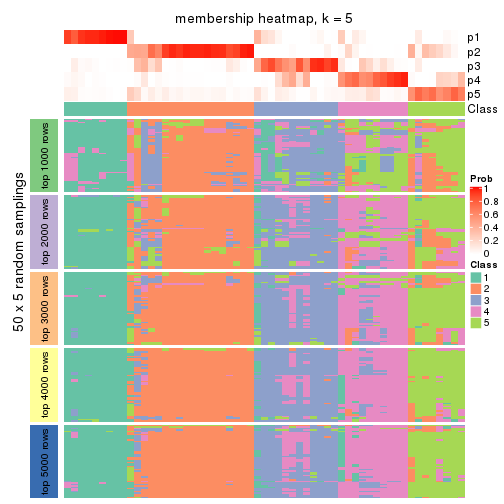 membership heatmap, k = 5
p1
p2
p3
p4
p5
Class
50 x 5 random samplings
top 1000 rows
top 2000 rows
top 3000 rows
top 4000 rows
top 5000 rows
Prob
1
0.8
0.6
0.4
0.2
0
Class
1
2
3
4
5